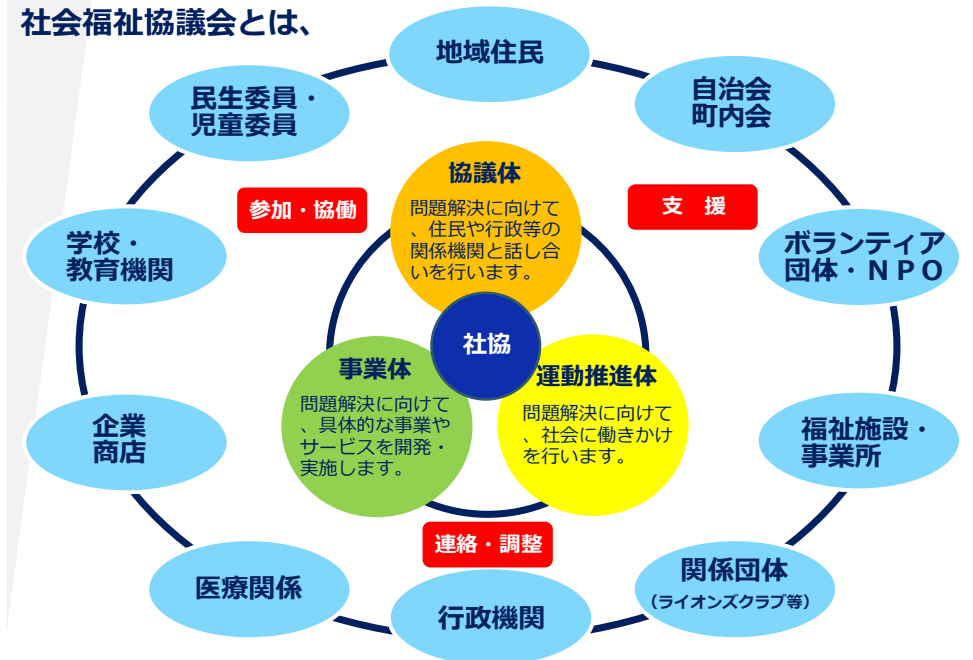 社会福祉協議会とは、
地域住民
民生委員・
児童委員
自治会
町内会
協議体
問題解決に向けて
、住民や行政等の
関係機関と話し合
いを行います。
参加・協働
支 援
学校・
教育機関
ボランティア
団体・ＮＰＯ
社協
事業体
問題解決に向けて
、具体的な事業や
サービスを開発・
実施します。
運動推進体
問題解決に向けて
、社会に働きかけ
を行います。
企業
商店
福祉施設・
事業所
連絡・調整
医療関係
行政機関
関係団体
（ライオンズクラブ等）